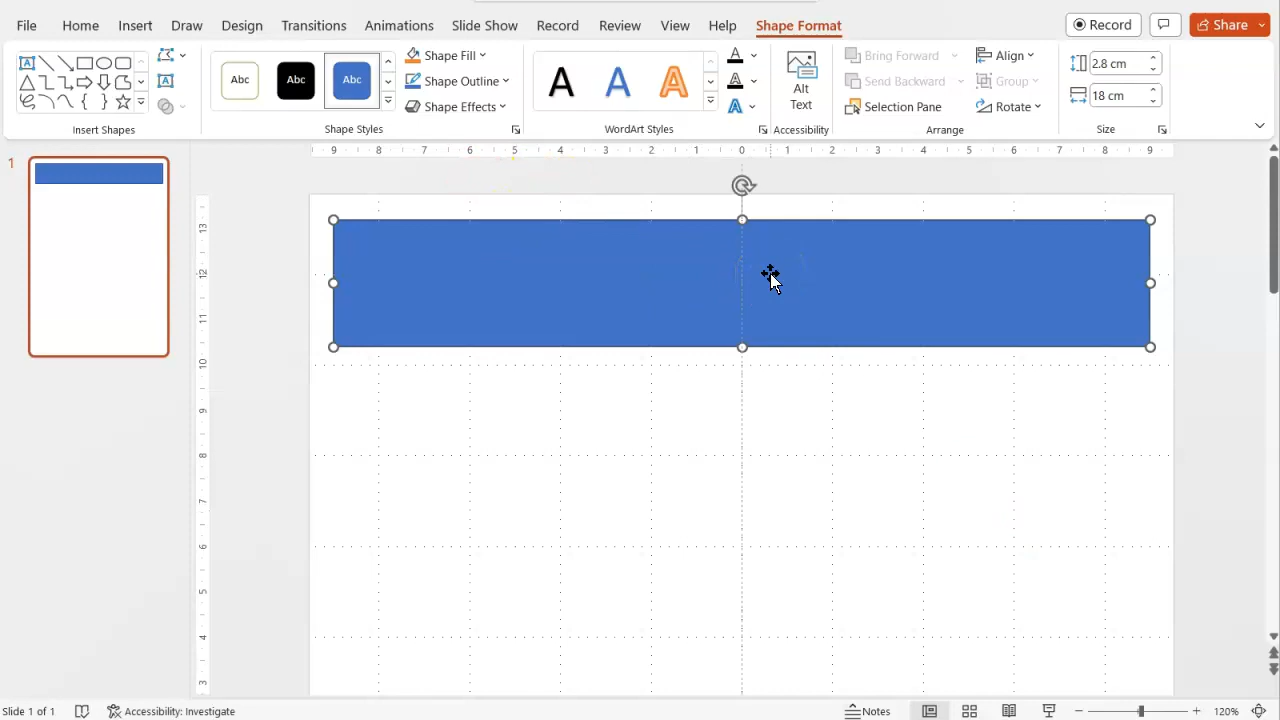 File Home Insert Draw Design Transitions Animations Slide Show Record Review View Help Shape Format Record Share
Abc Abc Abc
Shape Fill
Shape Outline
Shape Effects
A A A A A A
Alt Text
Bring Forward
Send Backward
Selection Pane
Align
Group
Rotate
2.8 cm
18 cm
Insert Shapes Shape Styles WordArt Styles Accessibility Arrange Size
1
9 8 7 6 5 4 3 2 1 0 1 2 3 4 5 6 7 8 9
13
12
11
10
9
8
7
6
5
4
3
Slide 1 of 1 Accessibility: Investigate Notes 120%